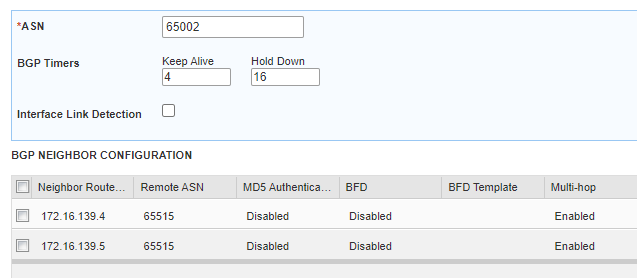 *ASN 65002
BGP Timers Keep Alive Hold Down
4 16
Interface Link Detection
BGP NEIGHBOR CONFIGURATION
Neighbor Route... Remote ASN MD5 Authentica... BFD BFD Template Multi-hop
172.16.139.4 65515 Disabled Disabled Enabled
172.16.139.5 65515 Disabled Disabled Enabled